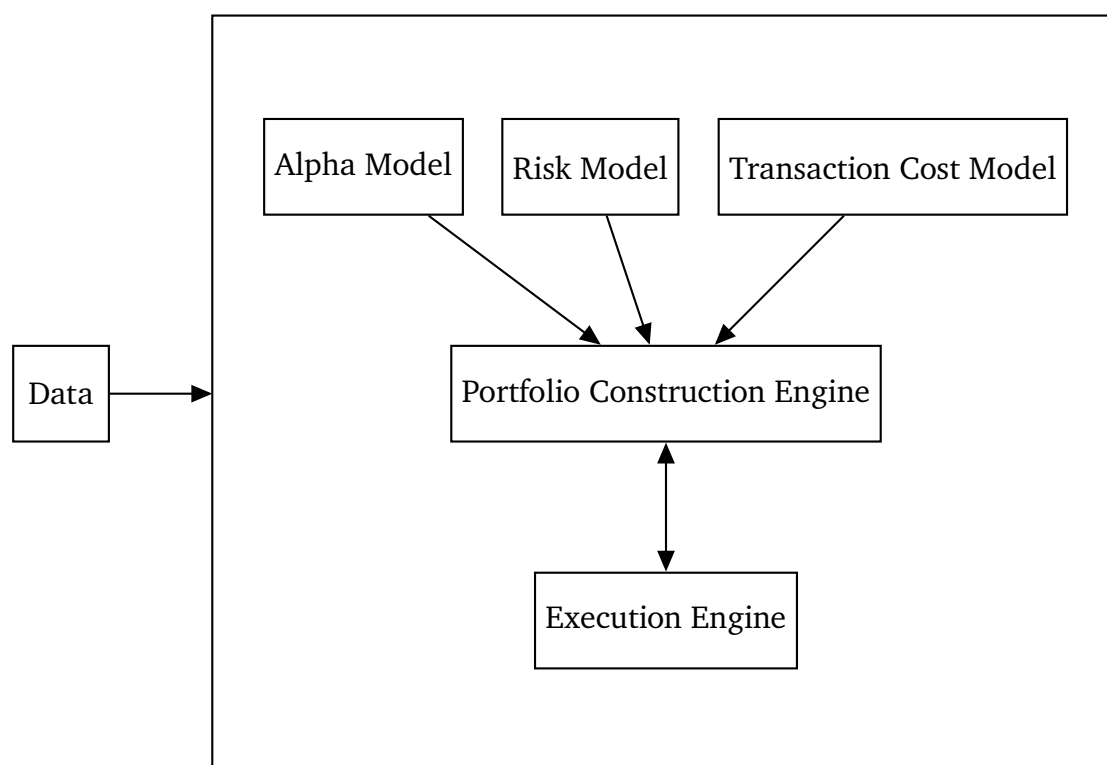 Alpha Model
Risk Model
Transaction Cost Model
Data
Portfolio Construction Engine
Execution Engine